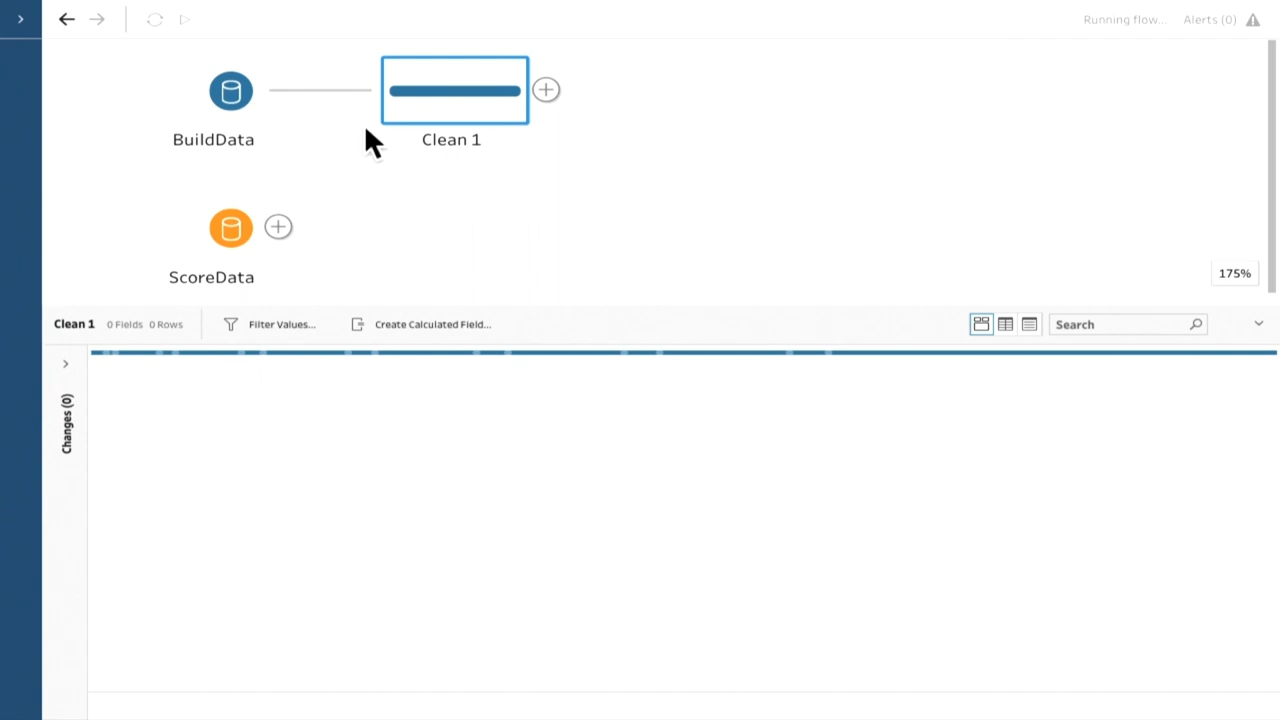 Running flow... Alerts (0)
BuildData
Clean 1
ScoreData
175%
Clean 1 0 Fields 0 Rows Filter Values... Create Calculated Field... Search
Changes (0)